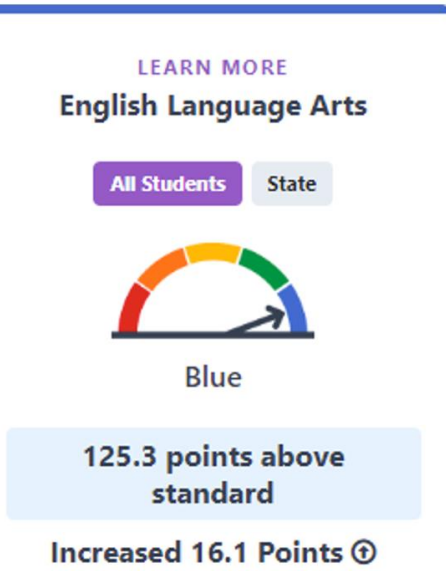 LEARN MORE
English Language Arts
All Students State
Blue
125.3 points above
standard
Increased 16.1 Points